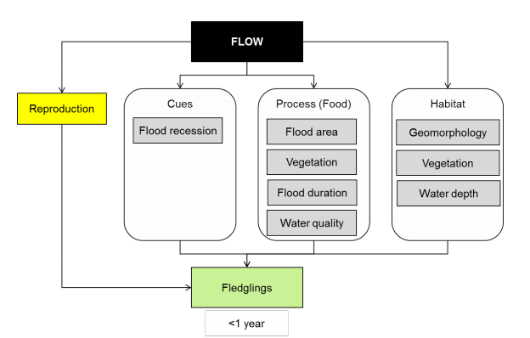 FLOW
Reproduction
Cues
Flood recession
Process (Food)
Flood area
Vegetation
Flood duration
Water quality
Habitat
Geomorphology
Vegetation
Water depth
Fledglings
<1 year